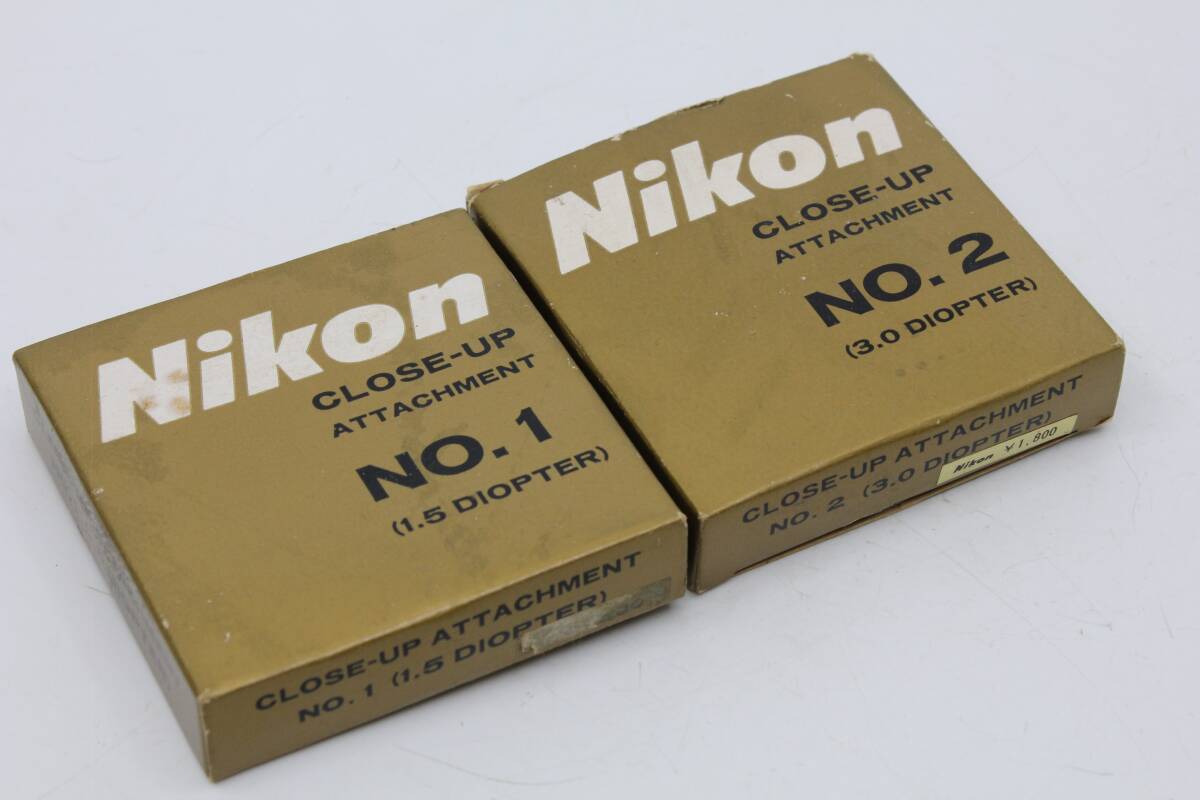 Nikon
CLOSE-UP
ATTACHMENT
NO. 1
(1.5 DIOPTER)
CLOSE-UP ATTACHMENT
NO. 1 (1.5 DIOPTER)
Nikon
CLOSE-UP
ATTACHMENT
NO. 2
(3.0 DIOPTER)
CLOSE-UP ATTACHMENT
NO. 2 (3.0 DIOPTER)
Nikon ¥1,800